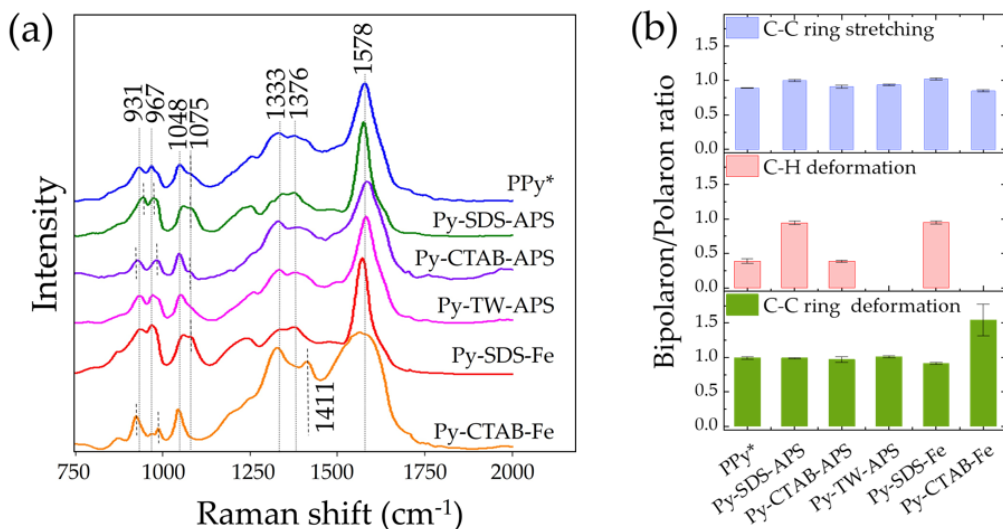 (a)
931
967
1048
1075
1333
1376
1578
PPy*
Py-SDS-APS
Py-CTAB-APS
Py-TW-APS
Py-SDS-Fe
1411
Py-CTAB-Fe
Intensity
750 1000 1250 1500 1750 2000
Raman shift (cm⁻¹)
(b)
C-C ring stretching
1.5
1.0
0.5
0.0
C-H deformation
1.5
1.0
0.5
0.0
C-C ring deformation
1.5
1.0
0.5
0.0
Bipolaron/Polaron ratio
PPy*
Py-SDS-APS
Py-CTAB-APS
Py-TW-APS
Py-SDS-Fe
Py-CTAB-Fe